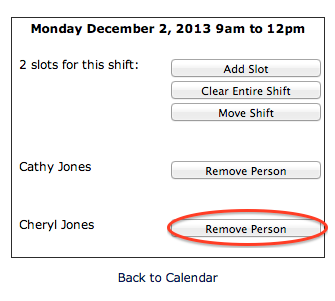 Monday December 2, 2013 9am to 12pm
2 slots for this shift:
Add Slot
Clear Entire Shift
Move Shift
Cathy Jones
Remove Person
Cheryl Jones
Remove Person
Back to Calendar